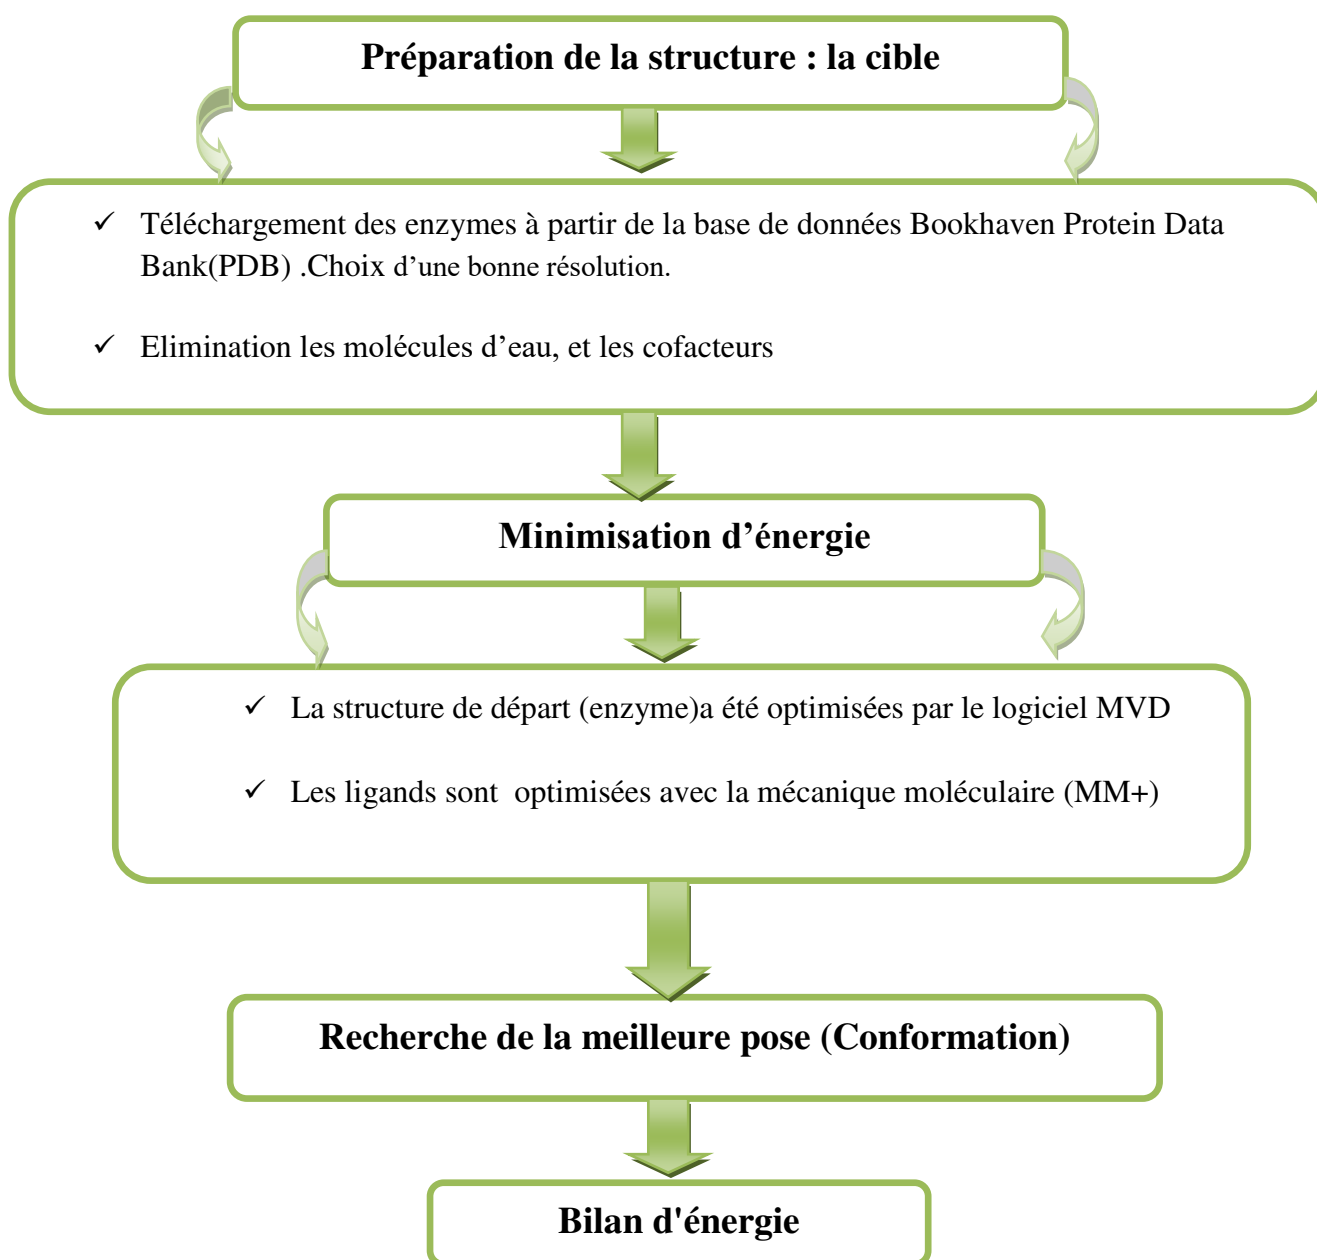 Préparation de la structure : la cible
✓ Téléchargement des enzymes à partir de la base de données Bookhaven Protein Data
Bank(PDB) .Choix d’une bonne résolution.
✓ Elimination les molécules d’eau, et les cofacteurs
Minimisation d’énergie
✓ La structure de départ (enzyme)a été optimisées par le logiciel MVD
✓ Les ligands sont optimisées avec la mécanique moléculaire (MM+)
Recherche de la meilleure pose (Conformation)
Bilan d'énergie